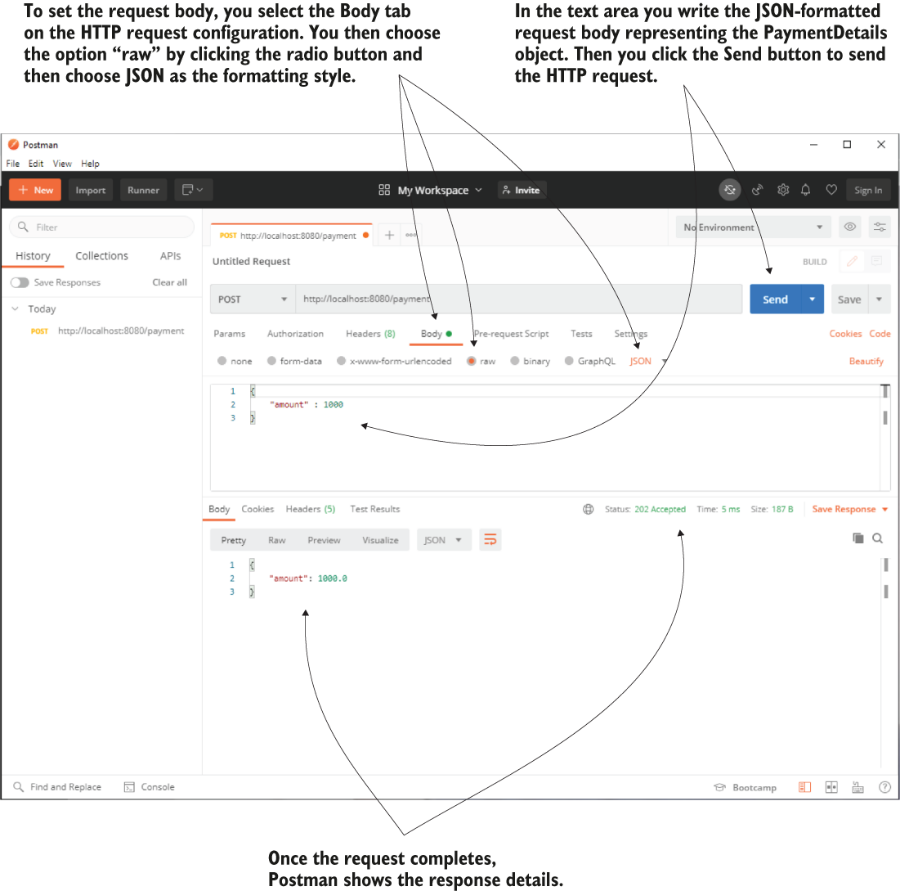 To set the request body, you select the Body tab
on the HTTP request configuration. You then choose
the option “raw” by clicking the radio button and
then choose JSON as the formatting style.
In the text area you write the JSON-formatted
request body representing the PaymentDetails
object. Then you click the Send button to send
the HTTP request.
Postman
File Edit View Help
+ New Import Runner My Workspace Invite Sign In
Filter
POST http://localhost:8080/payment
No Environment
History Collections APIs
Untitled Request
BUILD
Save Responses Clear all
Today
POST http://localhost:8080/payment
POST http://localhost:8080/payment Send Save
Params Authorization Headers (8) Body Pre-request Script Tests Settings Cookies Code
none form-data x-www-form-urlencoded raw binary GraphQL JSON Beautify
1 {
2 "amount" : 1000
3 }
Body Cookies Headers (5) Test Results Status: 202 Accepted Time: 5 ms Size: 187 B Save Response
Pretty Raw Preview Visualize JSON
1 {
2 "amount": 1000.0
3 }
Find and Replace Console Bootcamp
Once the request completes,
Postman shows the response details.